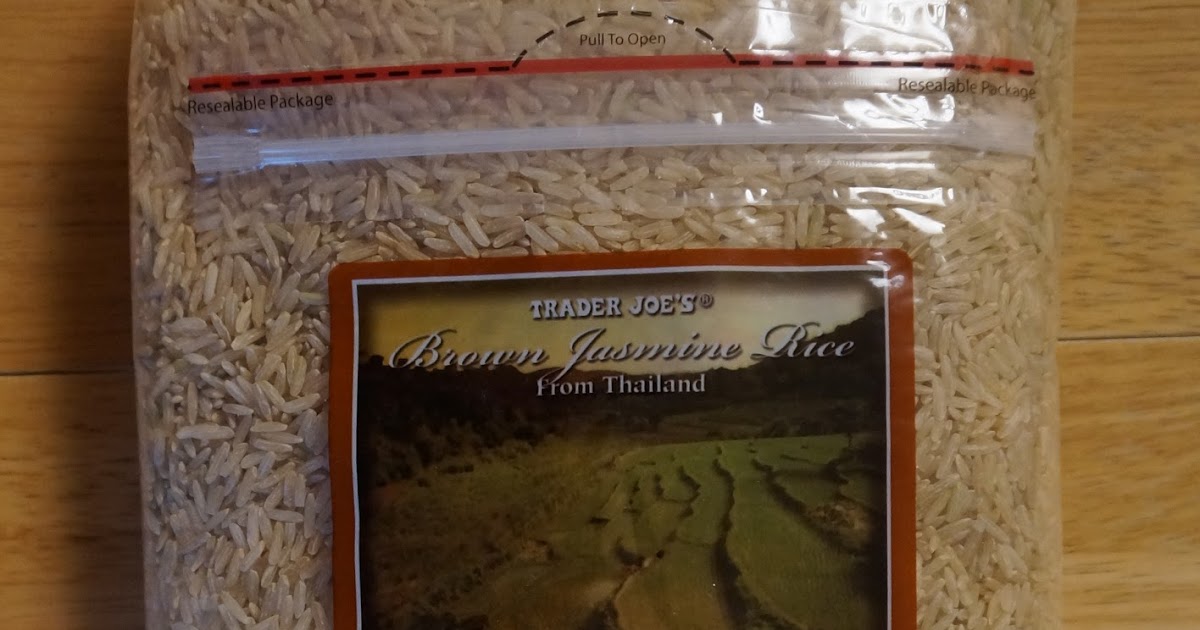 Pull To Open
Resealable Package
Resealable Package
TRADER JOE'S®
Brown Jasmine Rice
From Thailand